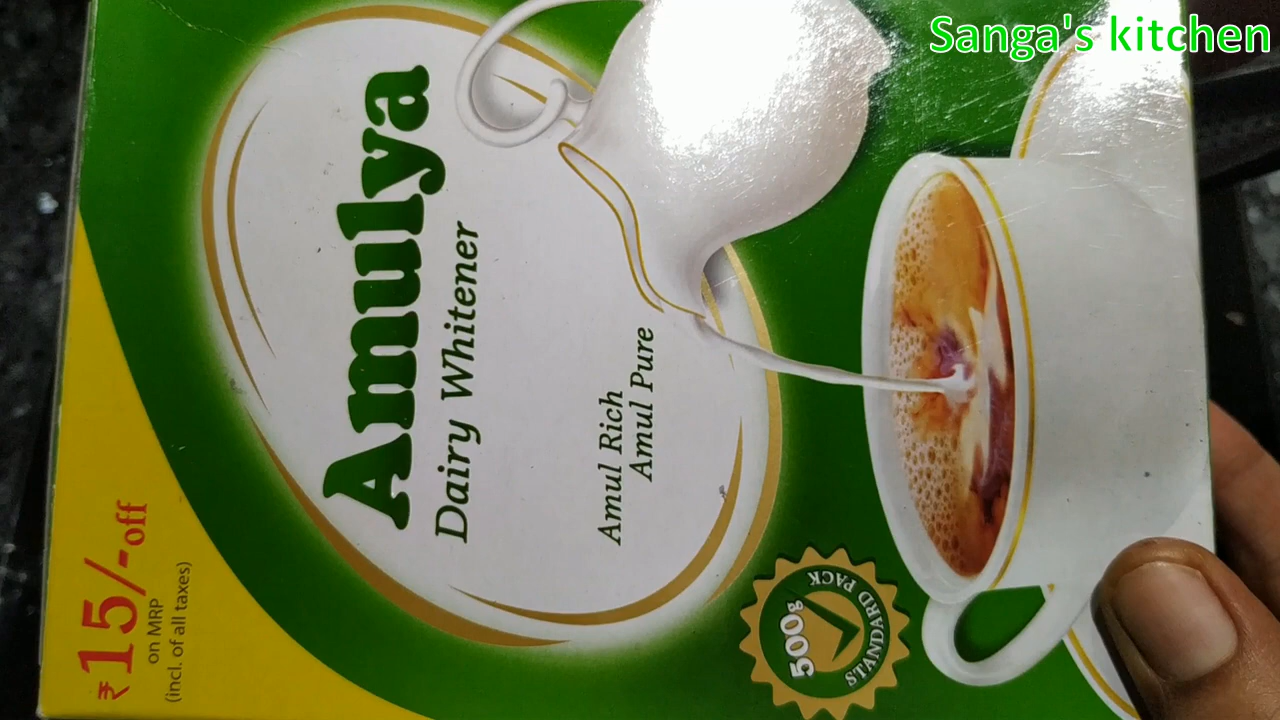 Sanga's kitchen
Amulya
Dairy Whitener
Amul Rich
Amul Pure
₹15/-off
on MRP
(incl. of all taxes)
500g
STANDARD PACK